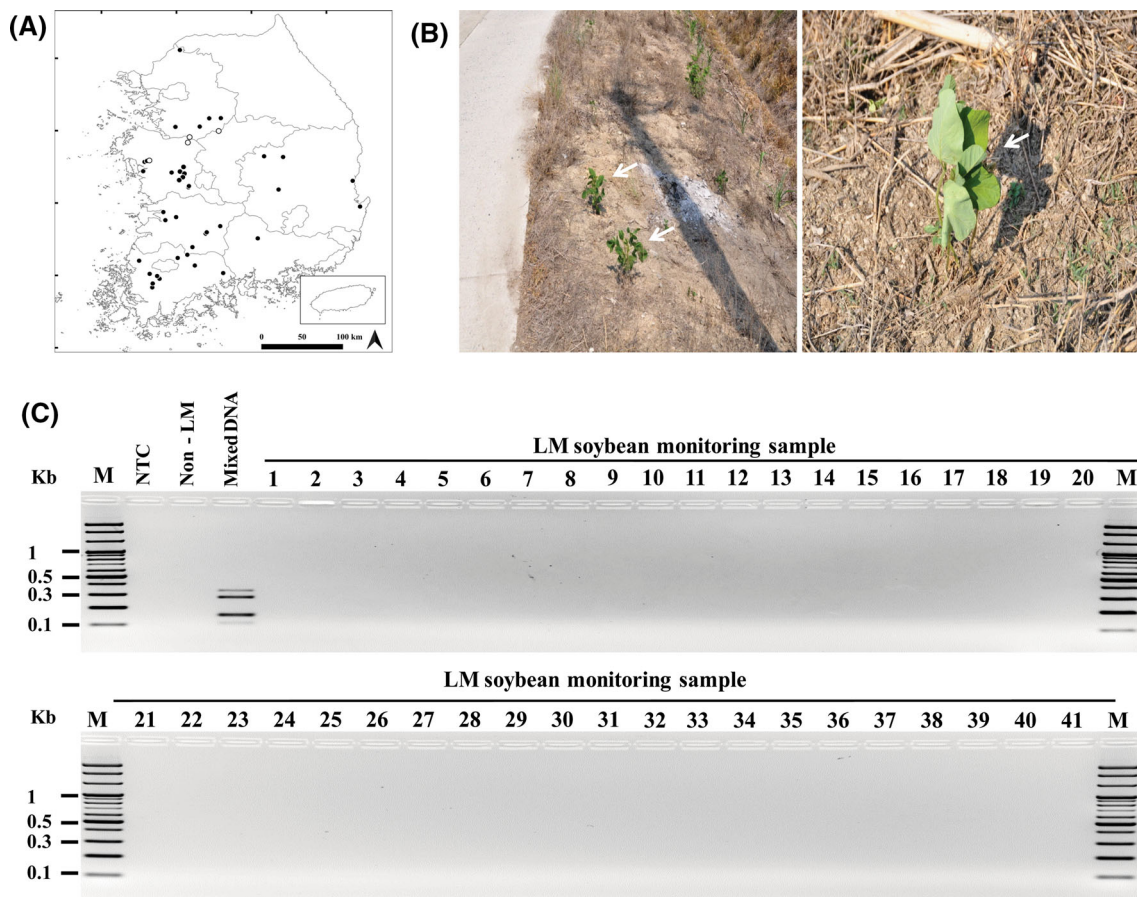 (A)
0 50 100 km
(B)
(C)
NTC
Non - LM
Mixed DNA
LM soybean monitoring sample
Kb M 1 2 3 4 5 6 7 8 9 10 11 12 13 14 15 16 17 18 19 20 M
1
0.5
0.3
0.1
LM soybean monitoring sample
Kb M 21 22 23 24 25 26 27 28 29 30 31 32 33 34 35 36 37 38 39 40 41 M
1
0.5
0.3
0.1